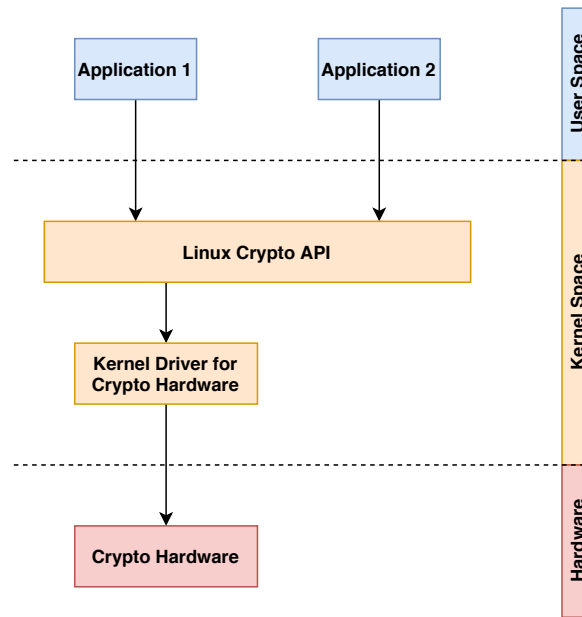 Application 1
Application 2
User Space
Linux Crypto API
Kernel Space
Kernel Driver for
Crypto Hardware
Crypto Hardware
Hardware